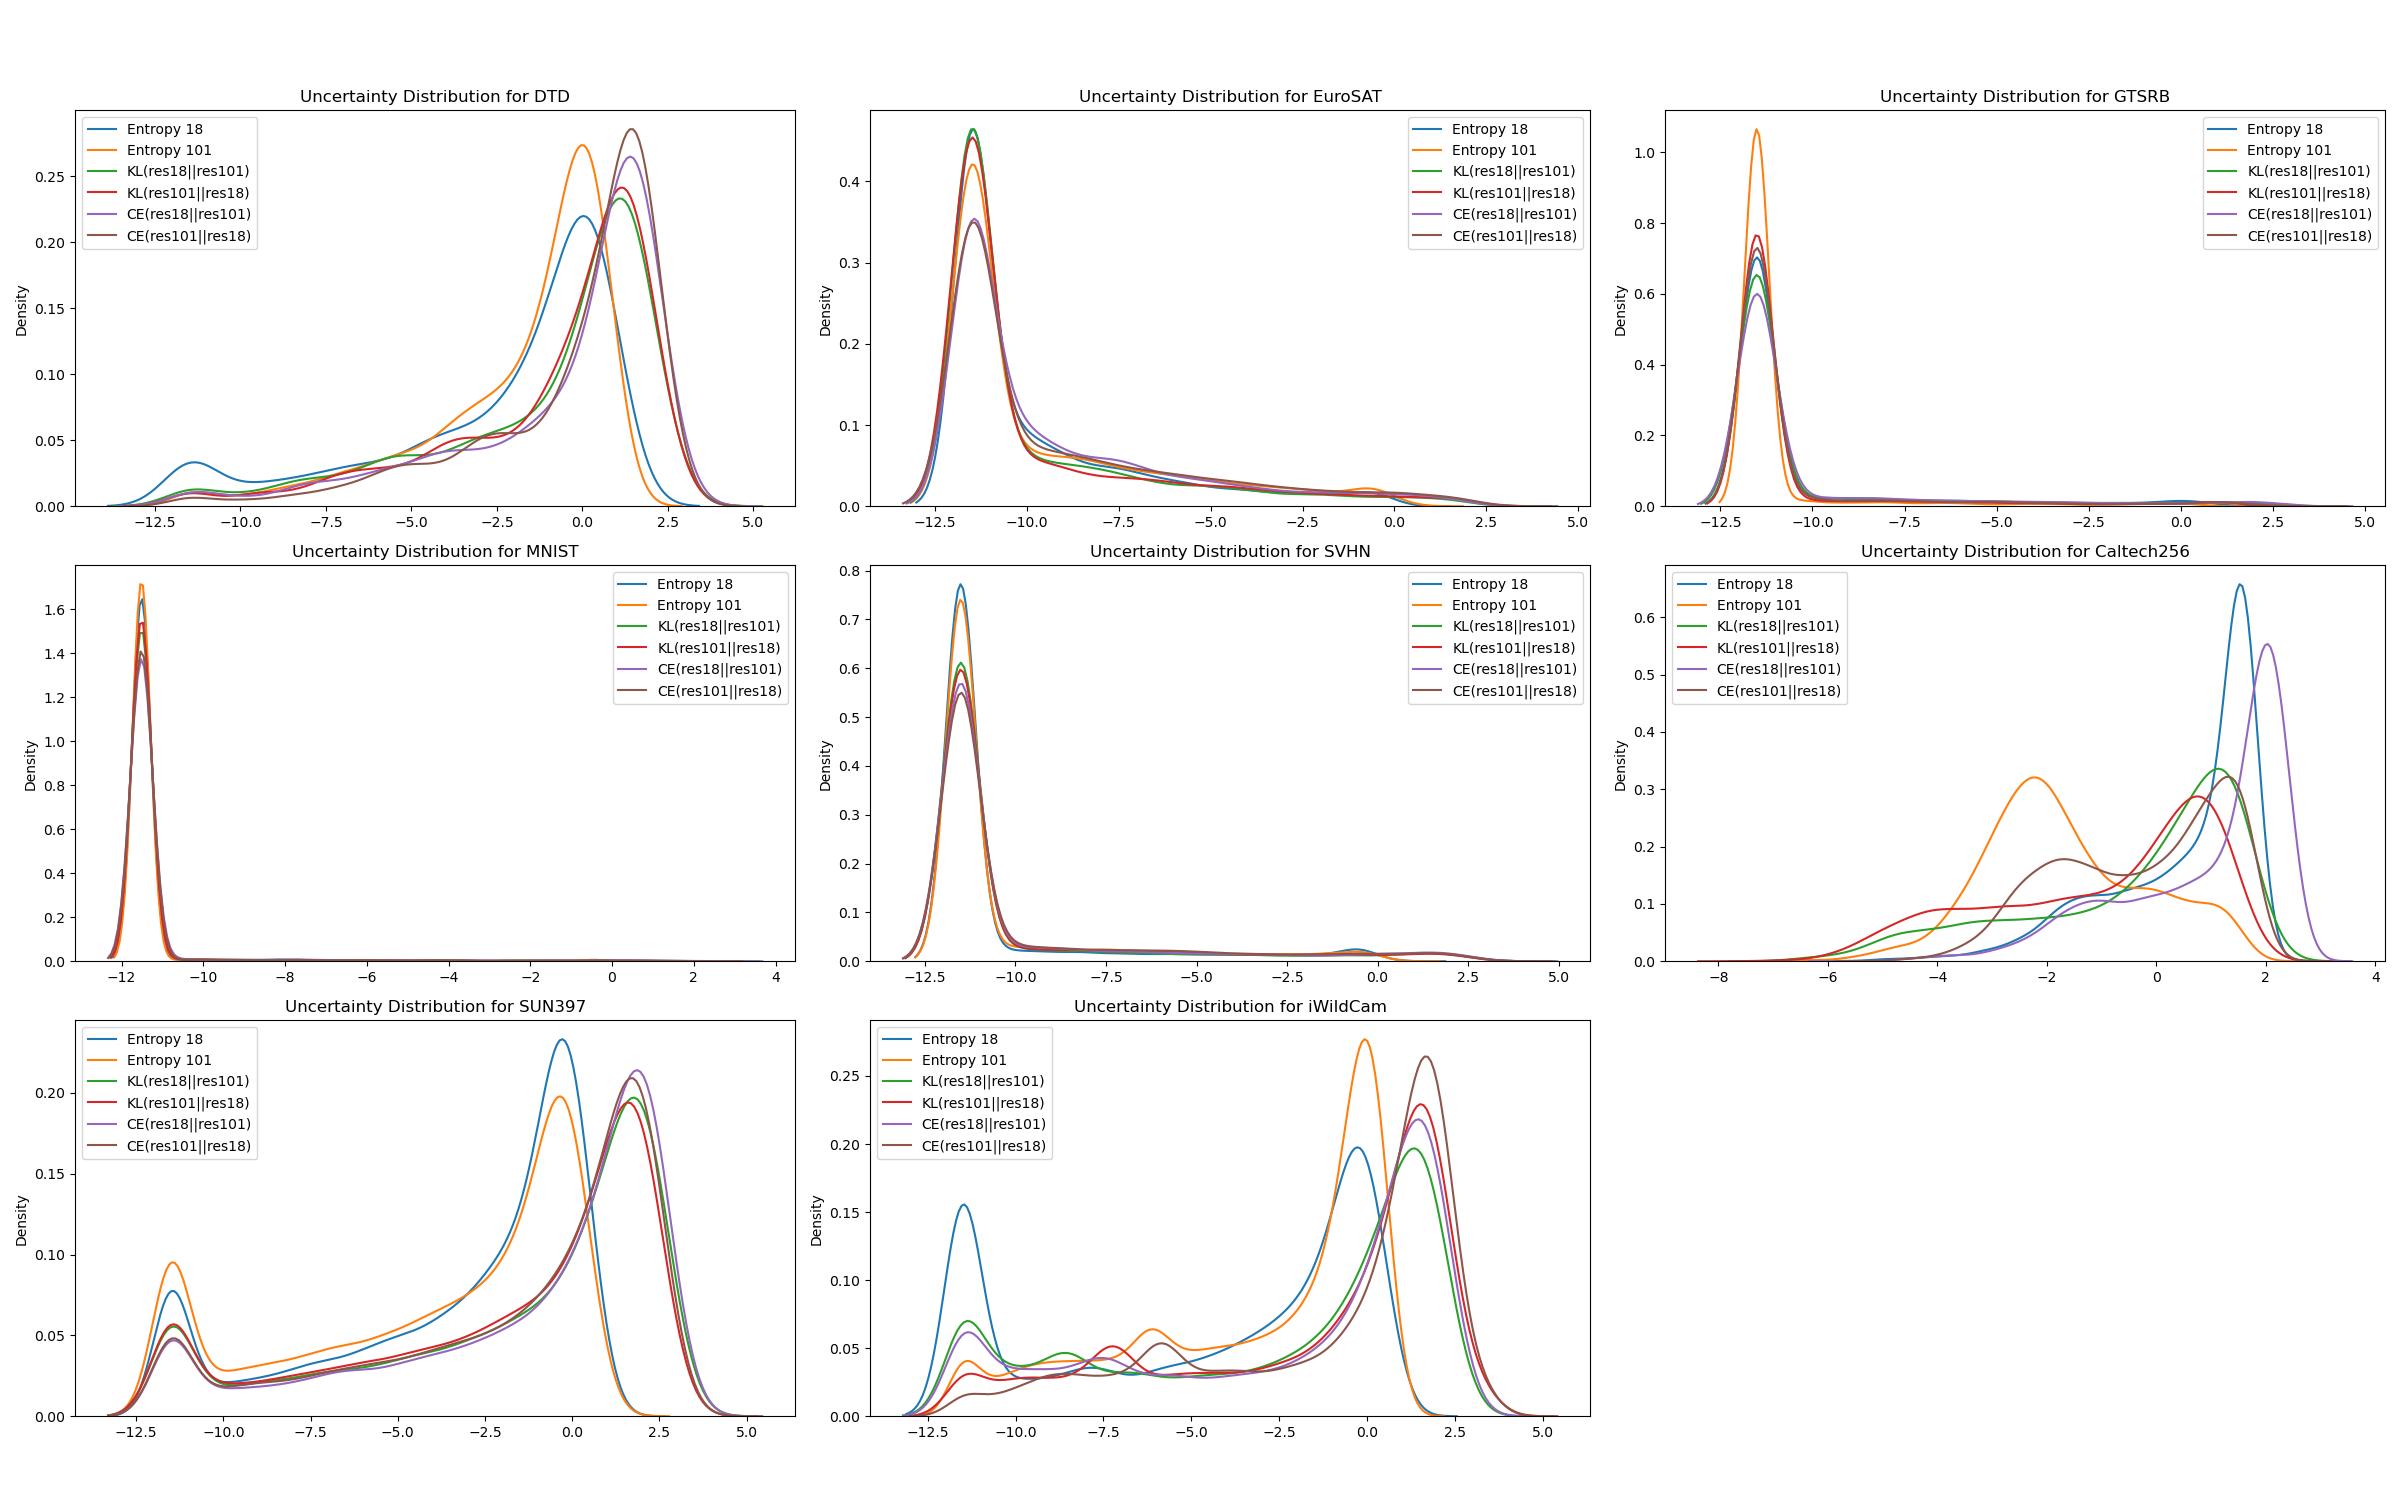 Uncertainty Distribution for DTD
Density
0.00
0.05
0.10
0.15
0.20
0.25
−12.5 −10.0 −7.5 −5.0 −2.5 0.0 2.5 5.0
Entropy 18
Entropy 101
KL(res18||res101)
KL(res101||res18)
CE(res18||res101)
CE(res101||res18)
Uncertainty Distribution for EuroSAT
Density
0.0
0.1
0.2
0.3
0.4
−12.5 −10.0 −7.5 −5.0 −2.5 0.0 2.5 5.0
Entropy 18
Entropy 101
KL(res18||res101)
KL(res101||res18)
CE(res18||res101)
CE(res101||res18)
Uncertainty Distribution for GTSRB
Density
0.0
0.2
0.4
0.6
0.8
1.0
−12.5 −10.0 −7.5 −5.0 −2.5 0.0 2.5 5.0
Entropy 18
Entropy 101
KL(res18||res101)
KL(res101||res18)
CE(res18||res101)
CE(res101||res18)
Uncertainty Distribution for MNIST
Density
0.0
0.2
0.4
0.6
0.8
1.0
1.2
1.4
1.6
−12 −10 −8 −6 −4 −2 0 2 4
Entropy 18
Entropy 101
KL(res18||res101)
KL(res101||res18)
CE(res18||res101)
CE(res101||res18)
Uncertainty Distribution for SVHN
Density
0.0
0.1
0.2
0.3
0.4
0.5
0.6
0.7
0.8
−12.5 −10.0 −7.5 −5.0 −2.5 0.0 2.5 5.0
Entropy 18
Entropy 101
KL(res18||res101)
KL(res101||res18)
CE(res18||res101)
CE(res101||res18)
Uncertainty Distribution for Caltech256
Density
0.0
0.1
0.2
0.3
0.4
0.5
0.6
−8 −6 −4 −2 0 2 4
Entropy 18
Entropy 101
KL(res18||res101)
KL(res101||res18)
CE(res18||res101)
CE(res101||res18)
Uncertainty Distribution for SUN397
Density
0.00
0.05
0.10
0.15
0.20
−12.5 −10.0 −7.5 −5.0 −2.5 0.0 2.5 5.0
Entropy 18
Entropy 101
KL(res18||res101)
KL(res101||res18)
CE(res18||res101)
CE(res101||res18)
Uncertainty Distribution for iWildCam
Density
0.00
0.05
0.10
0.15
0.20
0.25
−12.5 −10.0 −7.5 −5.0 −2.5 0.0 2.5 5.0
Entropy 18
Entropy 101
KL(res18||res101)
KL(res101||res18)
CE(res18||res101)
CE(res101||res18)